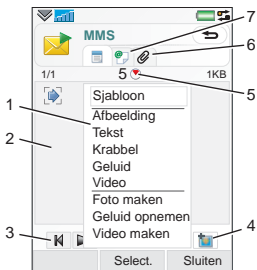 7
MMS
6
1/1
5
1KB
5
1
Sjabloon
Afbeelding
Tekst
2
Krabbel
Geluid
Video
Foto maken
4
3
Geluid opnemen
Video maken
Select.
Sluiten